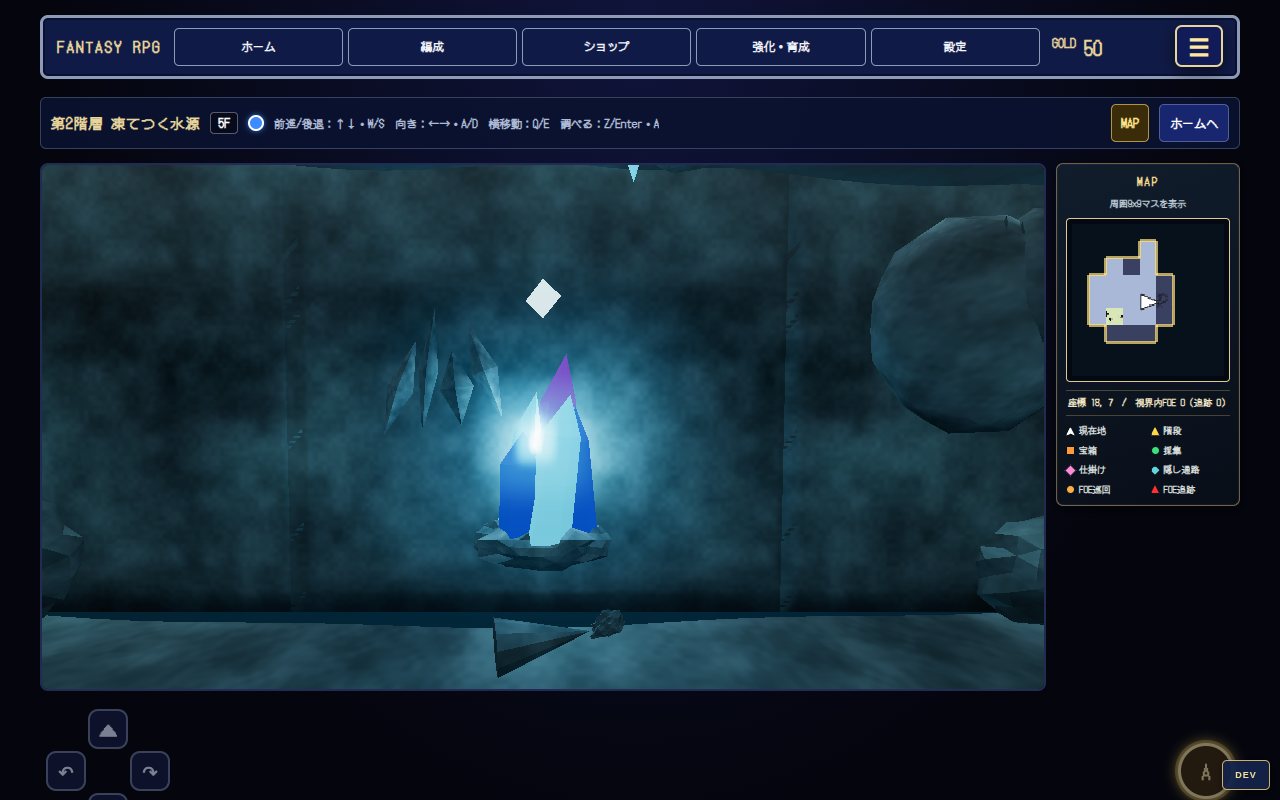 FANTASY RPG
ホーム
編成
ショップ
強化・育成
設定
GOLD 50
第2階層 凍てつく水源
5F
前進/後退：↑↓・W/S 向き：←→・A/D 横移動：Q/E 調べる：Z/Enter・A
MAP
ホームへ
MAP
周囲9x9マスを表示
座標 18, 7 / 視界内FOE 0 (追跡 0)
現在地
階段
宝箱
採集
仕掛け
隠し通路
FOE巡回
FOE追跡
A
DEV